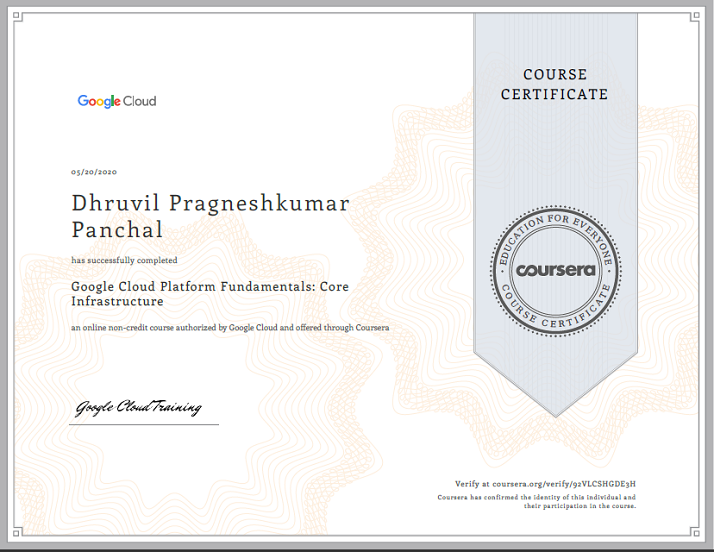 Google Cloud
COURSE
CERTIFICATE
05/20/2020
Dhruvil Pragneshkumar
Panchal
has successfully completed
Google Cloud Platform Fundamentals: Core
Infrastructure
an online non-credit course authorized by Google Cloud and offered through Coursera
EDUCATION FOR EVERYONE
coursera
COURSE CERTIFICATE
Google Cloud Training
Verify at coursera.org/verify/92VLCSHGDE3H
Coursera has confirmed the identity of this individual and
their participation in the course.